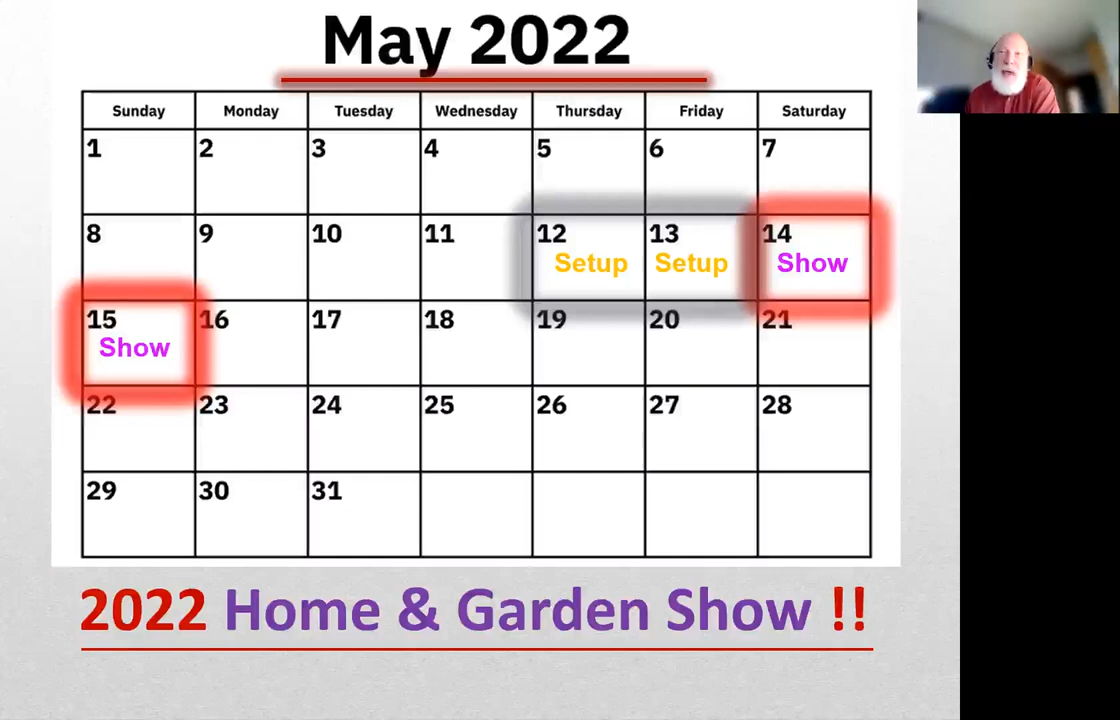 May 2022
Sunday Monday Tuesday Wednesday Thursday Friday Saturday
1 2 3 4 5 6 7
8 9 10 11 12 13 14
Setup Setup Show
15 16 17 18 19 20 21
Show
22 23 24 25 26 27 28
29 30 31
2022 Home & Garden Show !!